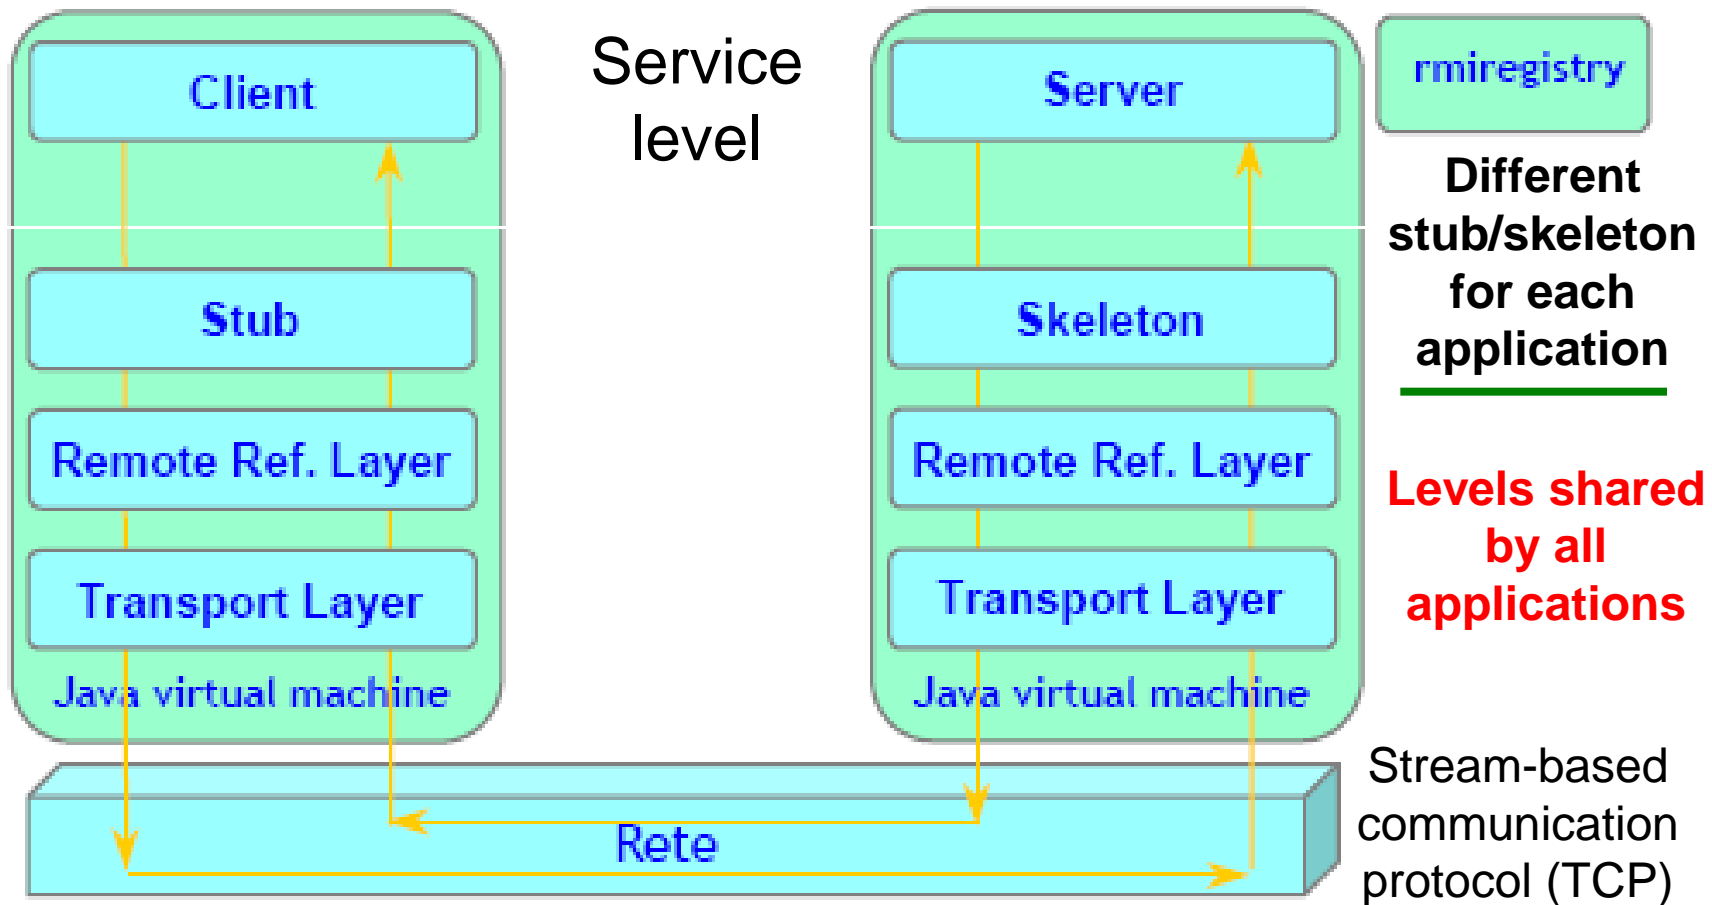 Client
Service
level
Server
rmiregistry
Different
stub/skeleton
for each
application
Stub
Skeleton
Remote Ref. Layer
Remote Ref. Layer
Levels shared
by all
applications
Transport Layer
Transport Layer
Java virtual machine
Java virtual machine
Stream-based
communication
protocol (TCP)
Rete